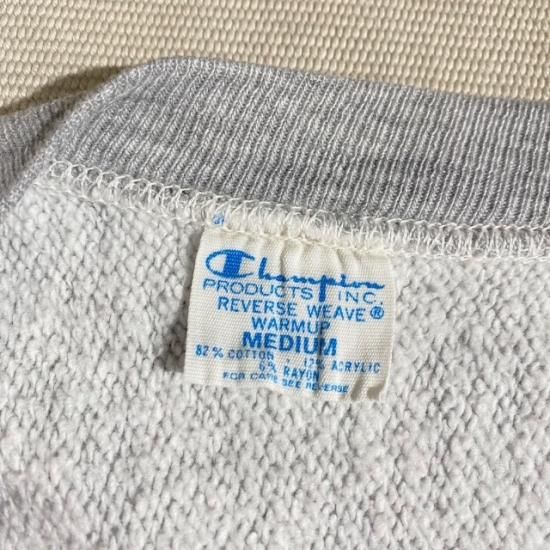 Champion
PRODUCTS INC.
REVERSE WEAVE®
WARMUP
MEDIUM
82% COTTON · 12% ACRYLIC
6% RAYON
FOR CARE SEE REVERSE